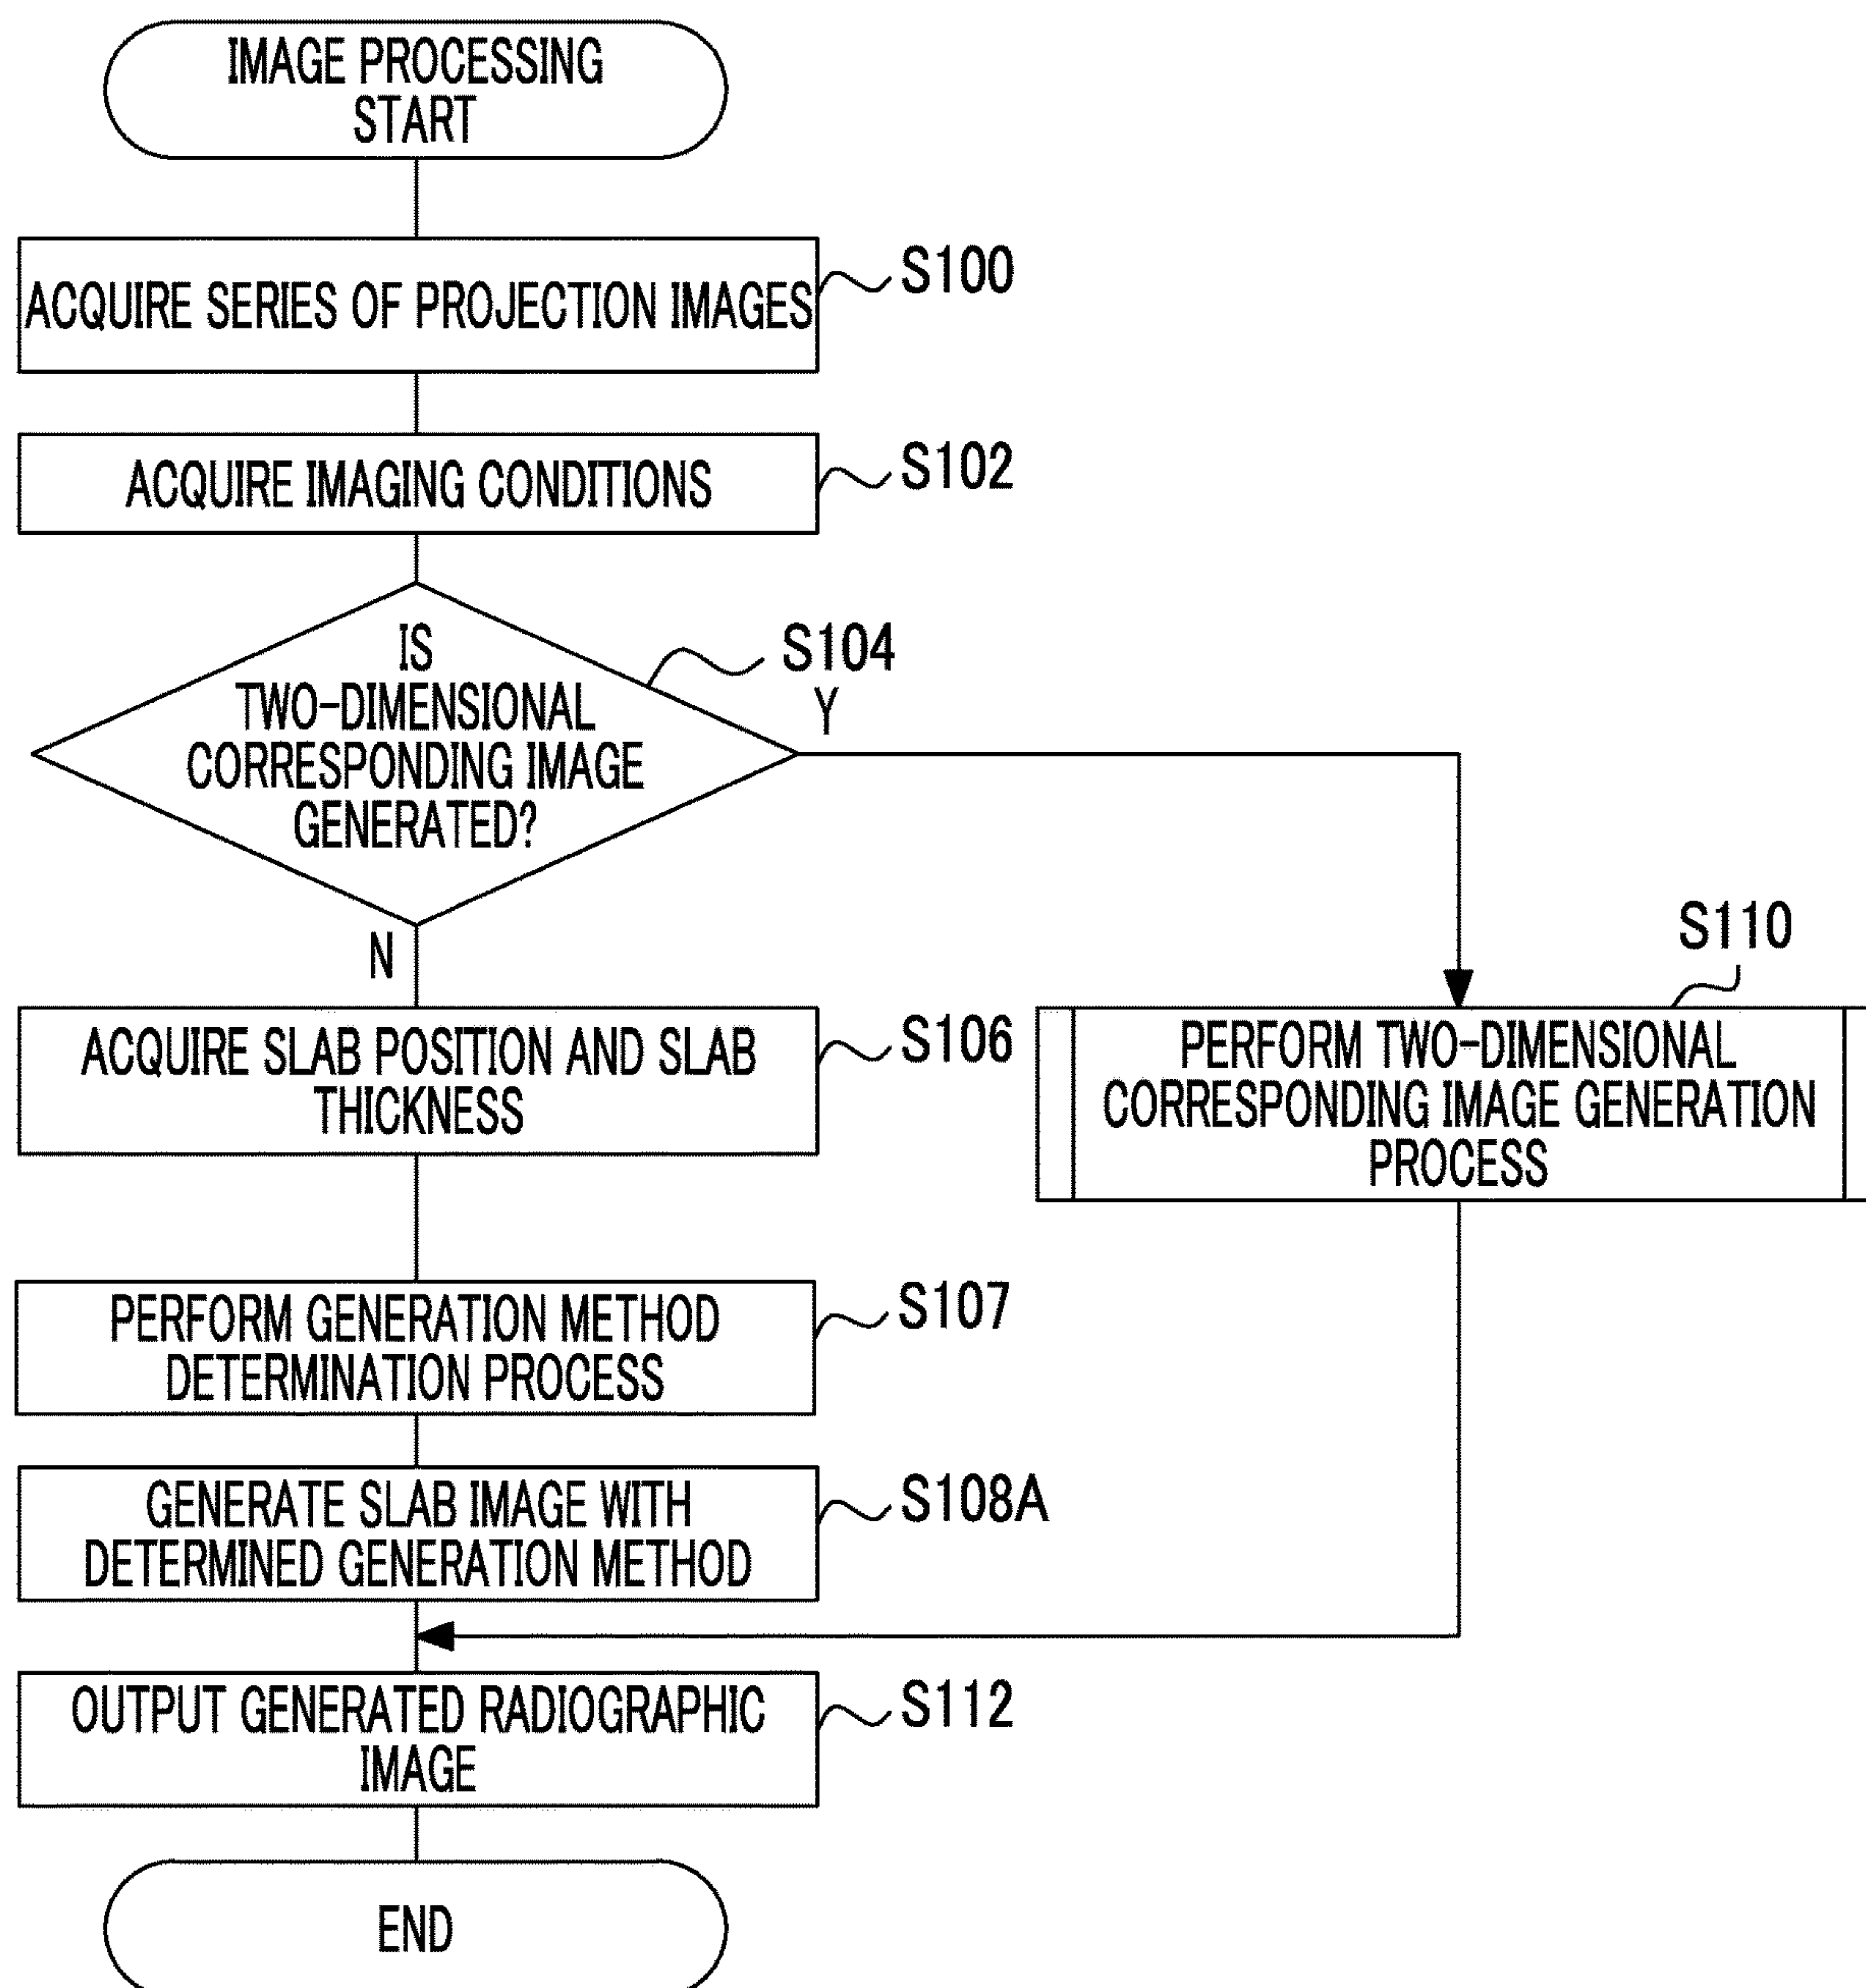 IMAGE PROCESSING
START
ACQUIRE SERIES OF PROJECTION IMAGES
S100
ACQUIRE IMAGING CONDITIONS
S102
IS
TWO-DIMENSIONAL
CORRESPONDING IMAGE
GENERATED?
S104
Y
N
ACQUIRE SLAB POSITION AND SLAB
THICKNESS
S106
S110
PERFORM TWO-DIMENSIONAL
CORRESPONDING IMAGE GENERATION
PROCESS
PERFORM GENERATION METHOD
DETERMINATION PROCESS
S107
GENERATE SLAB IMAGE WITH
DETERMINED GENERATION METHOD
S108A
OUTPUT GENERATED RADIOGRAPHIC
IMAGE
S112
END